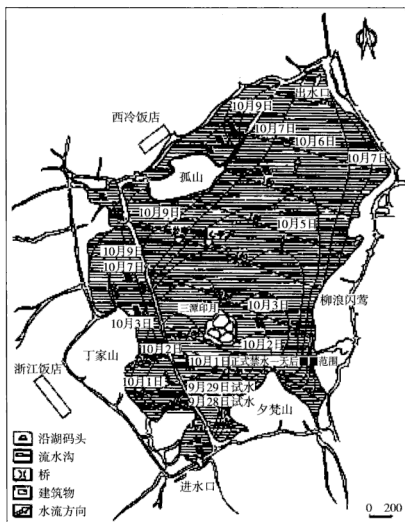 出水口
10月9日
西冷饭店
10月7日
10月6日
10月7日
孤山
10月9日
10月5日
10月9日
10月7日
三潭印月
10月3日
柳浪闪莺
10月3日
丁家山
10月2日
10月2日
10月1日正式禁水一天后
范围
浙江饭店
10月1日
9月29日试水
9月28日试水
夕梵山
进水口
沿湖码头
流水沟
桥
建筑物
水流方向
0 200